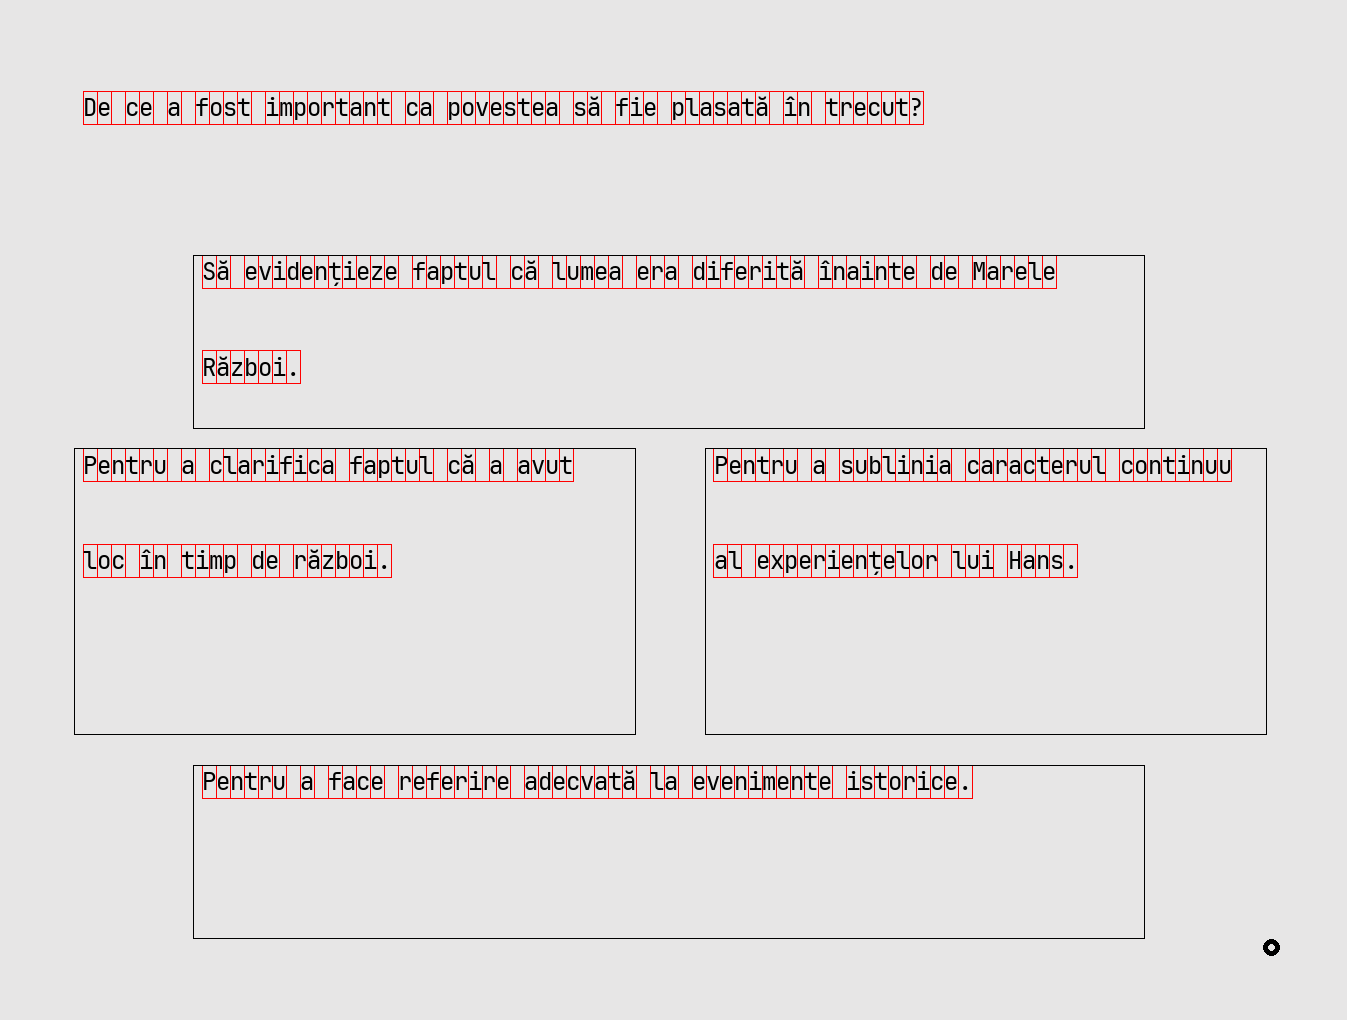 De ce a fost important ca povestea să fie plasată în trecut?
Să evidențieze faptul că lumea era diferită înainte de Marele
Război.
Pentru a clarifica faptul că a avut
loc în timp de război.
Pentru a sublinia caracterul continuu
al experiențelor lui Hans.
Pentru a face referire adecvată la evenimente istorice.